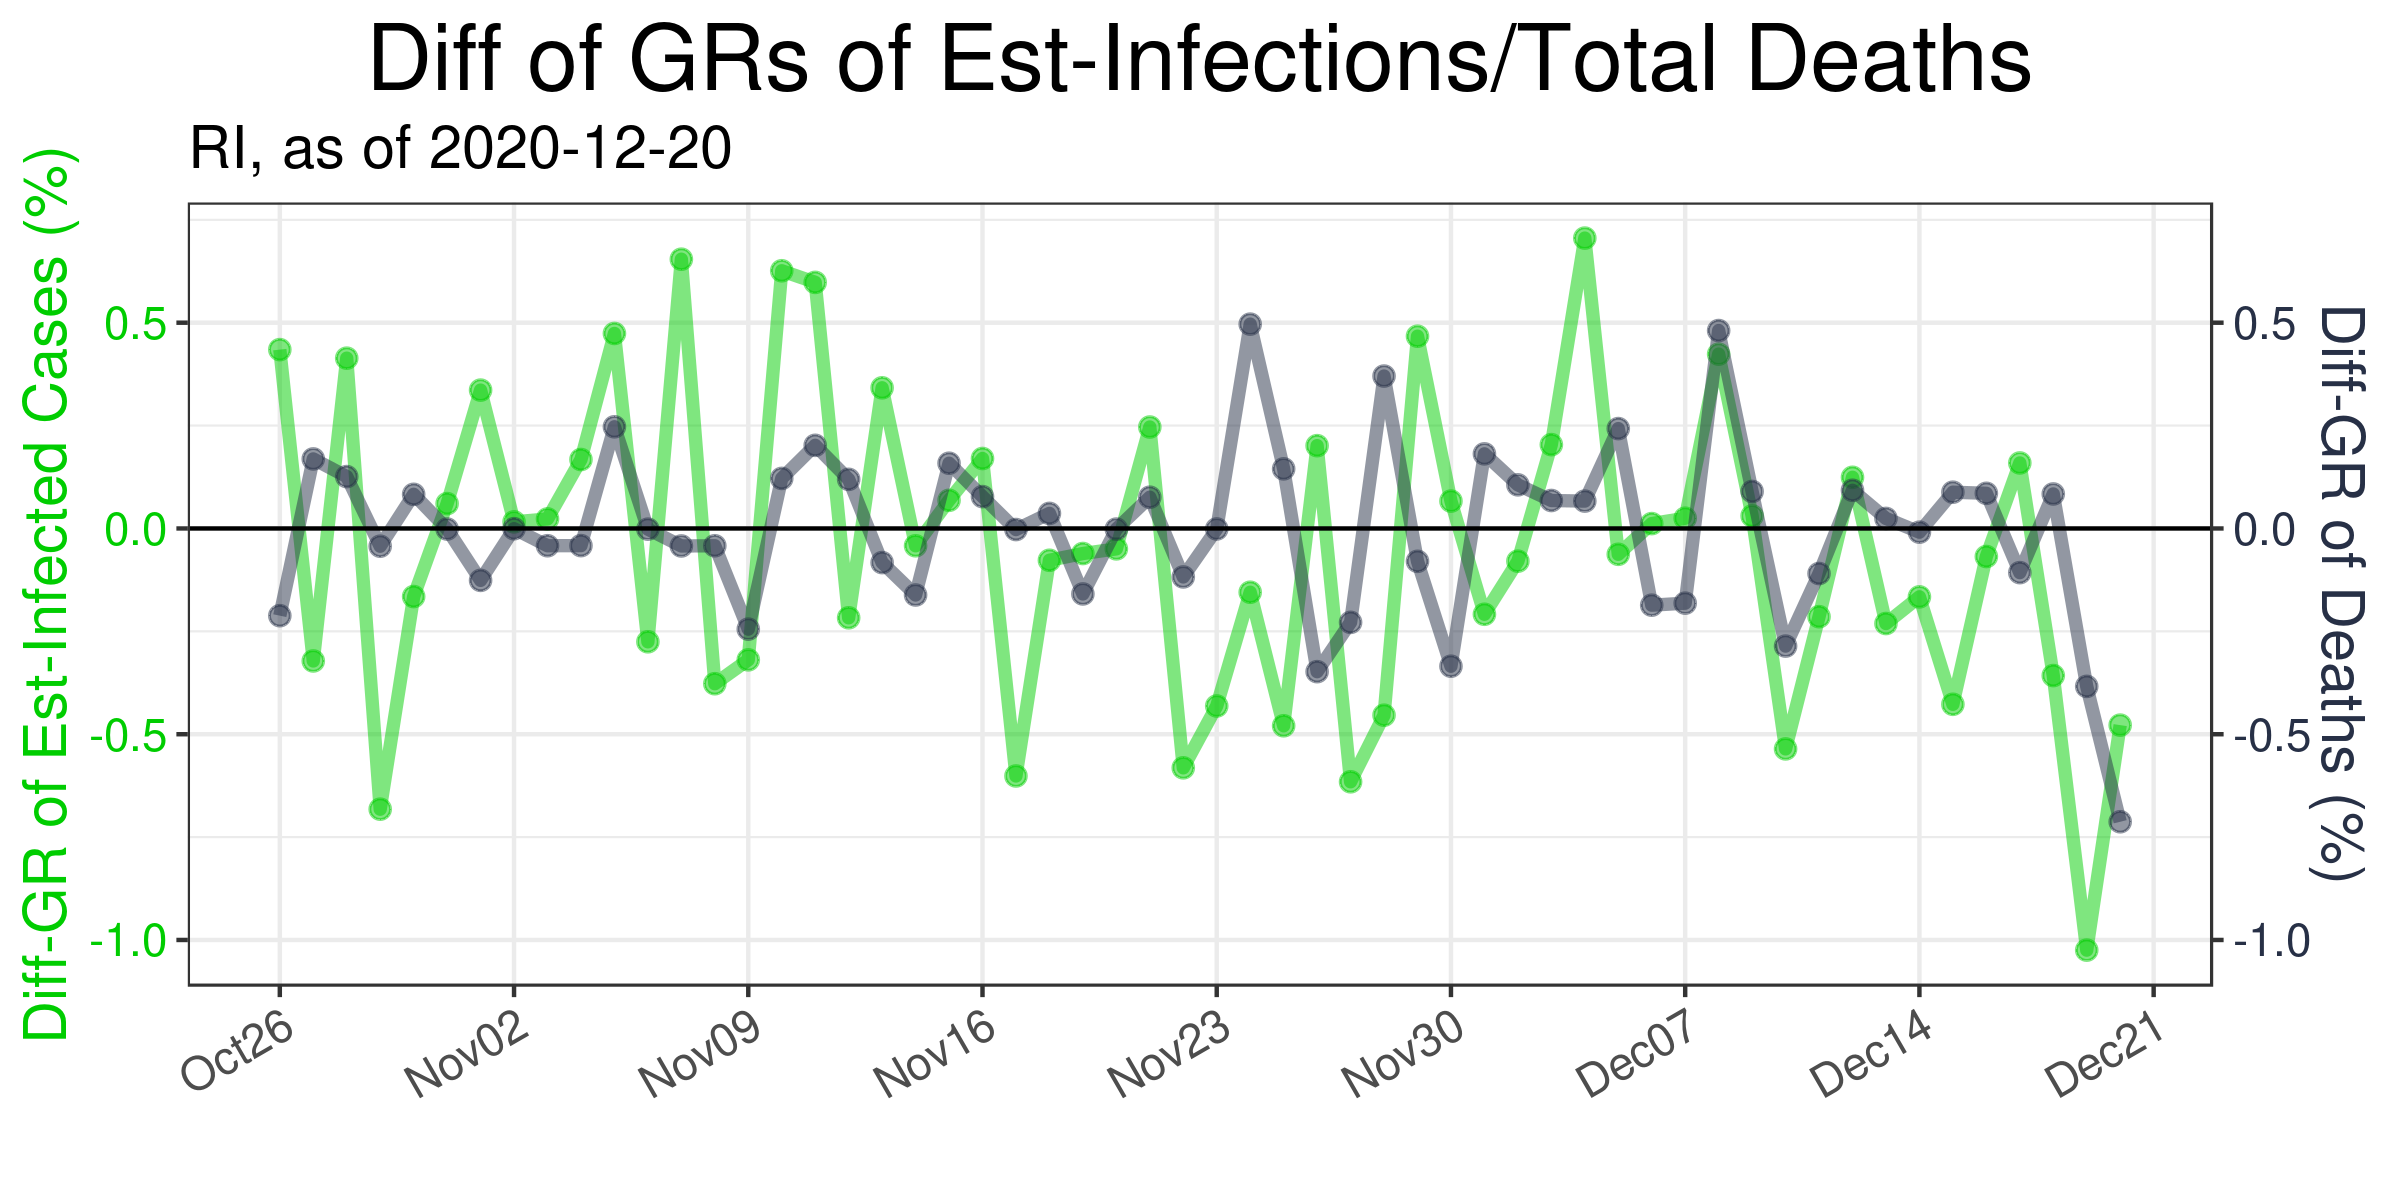 Diff of GRs of Est-Infections/Total Deaths
RI, as of 2020-12-20
Diff-GR of Est-Infected Cases (%)
0.5
0.0
-0.5
-1.0
0.5
0.0
-0.5
-1.0
Diff-GR of Deaths (%)
Oct26 Nov02 Nov09 Nov16 Nov23 Nov30 Dec07 Dec14 Dec21